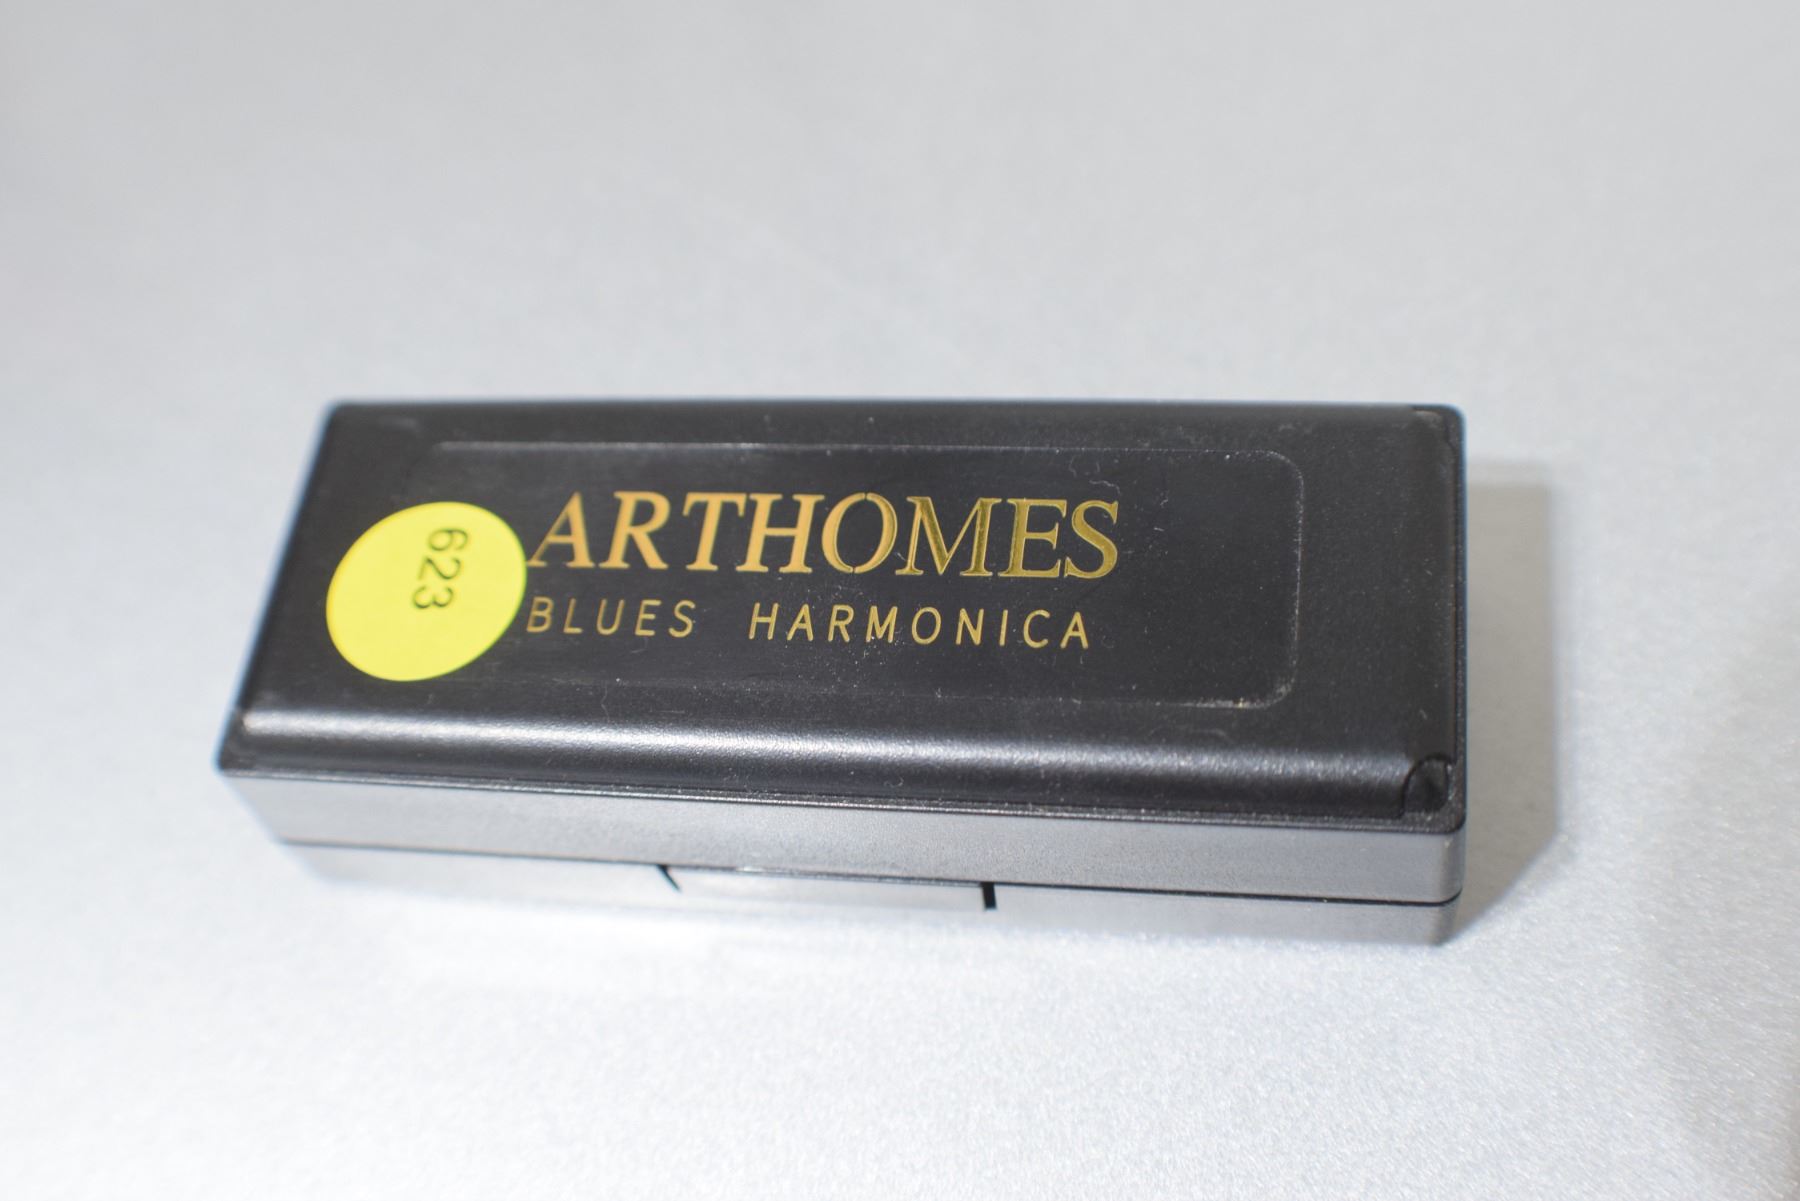 ARTHOMES
BLUES HARMONICA
623